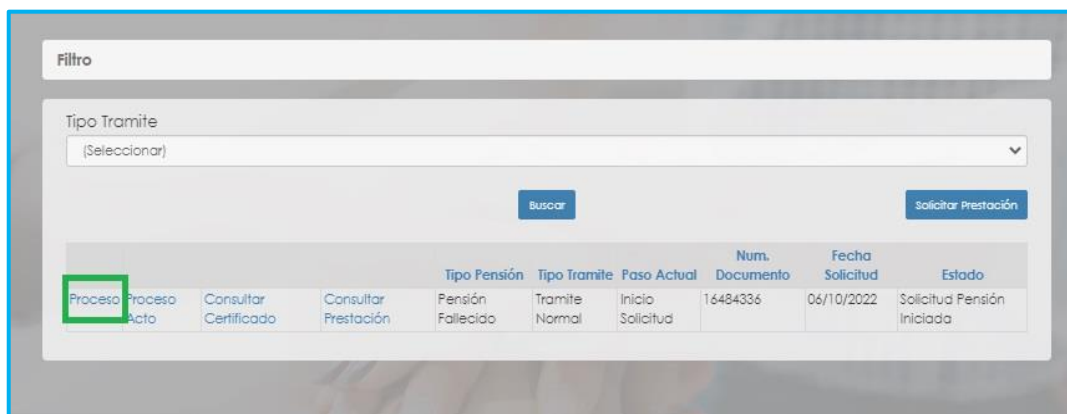 Filtro
Tipo Tramite
(Seleccionar)
Buscar
Solicitar Prestación
Tipo Pensión Tipo Tramite Paso Actual Num. Documento Fecha Solicitud Estado
Proceso Proceso Acto Consultar Certificado Consultar Prestación Pensión Fallecido Tramite Normal Inicio Solicitud 16484336 06/10/2022 Solicitud Pensión Iniciada